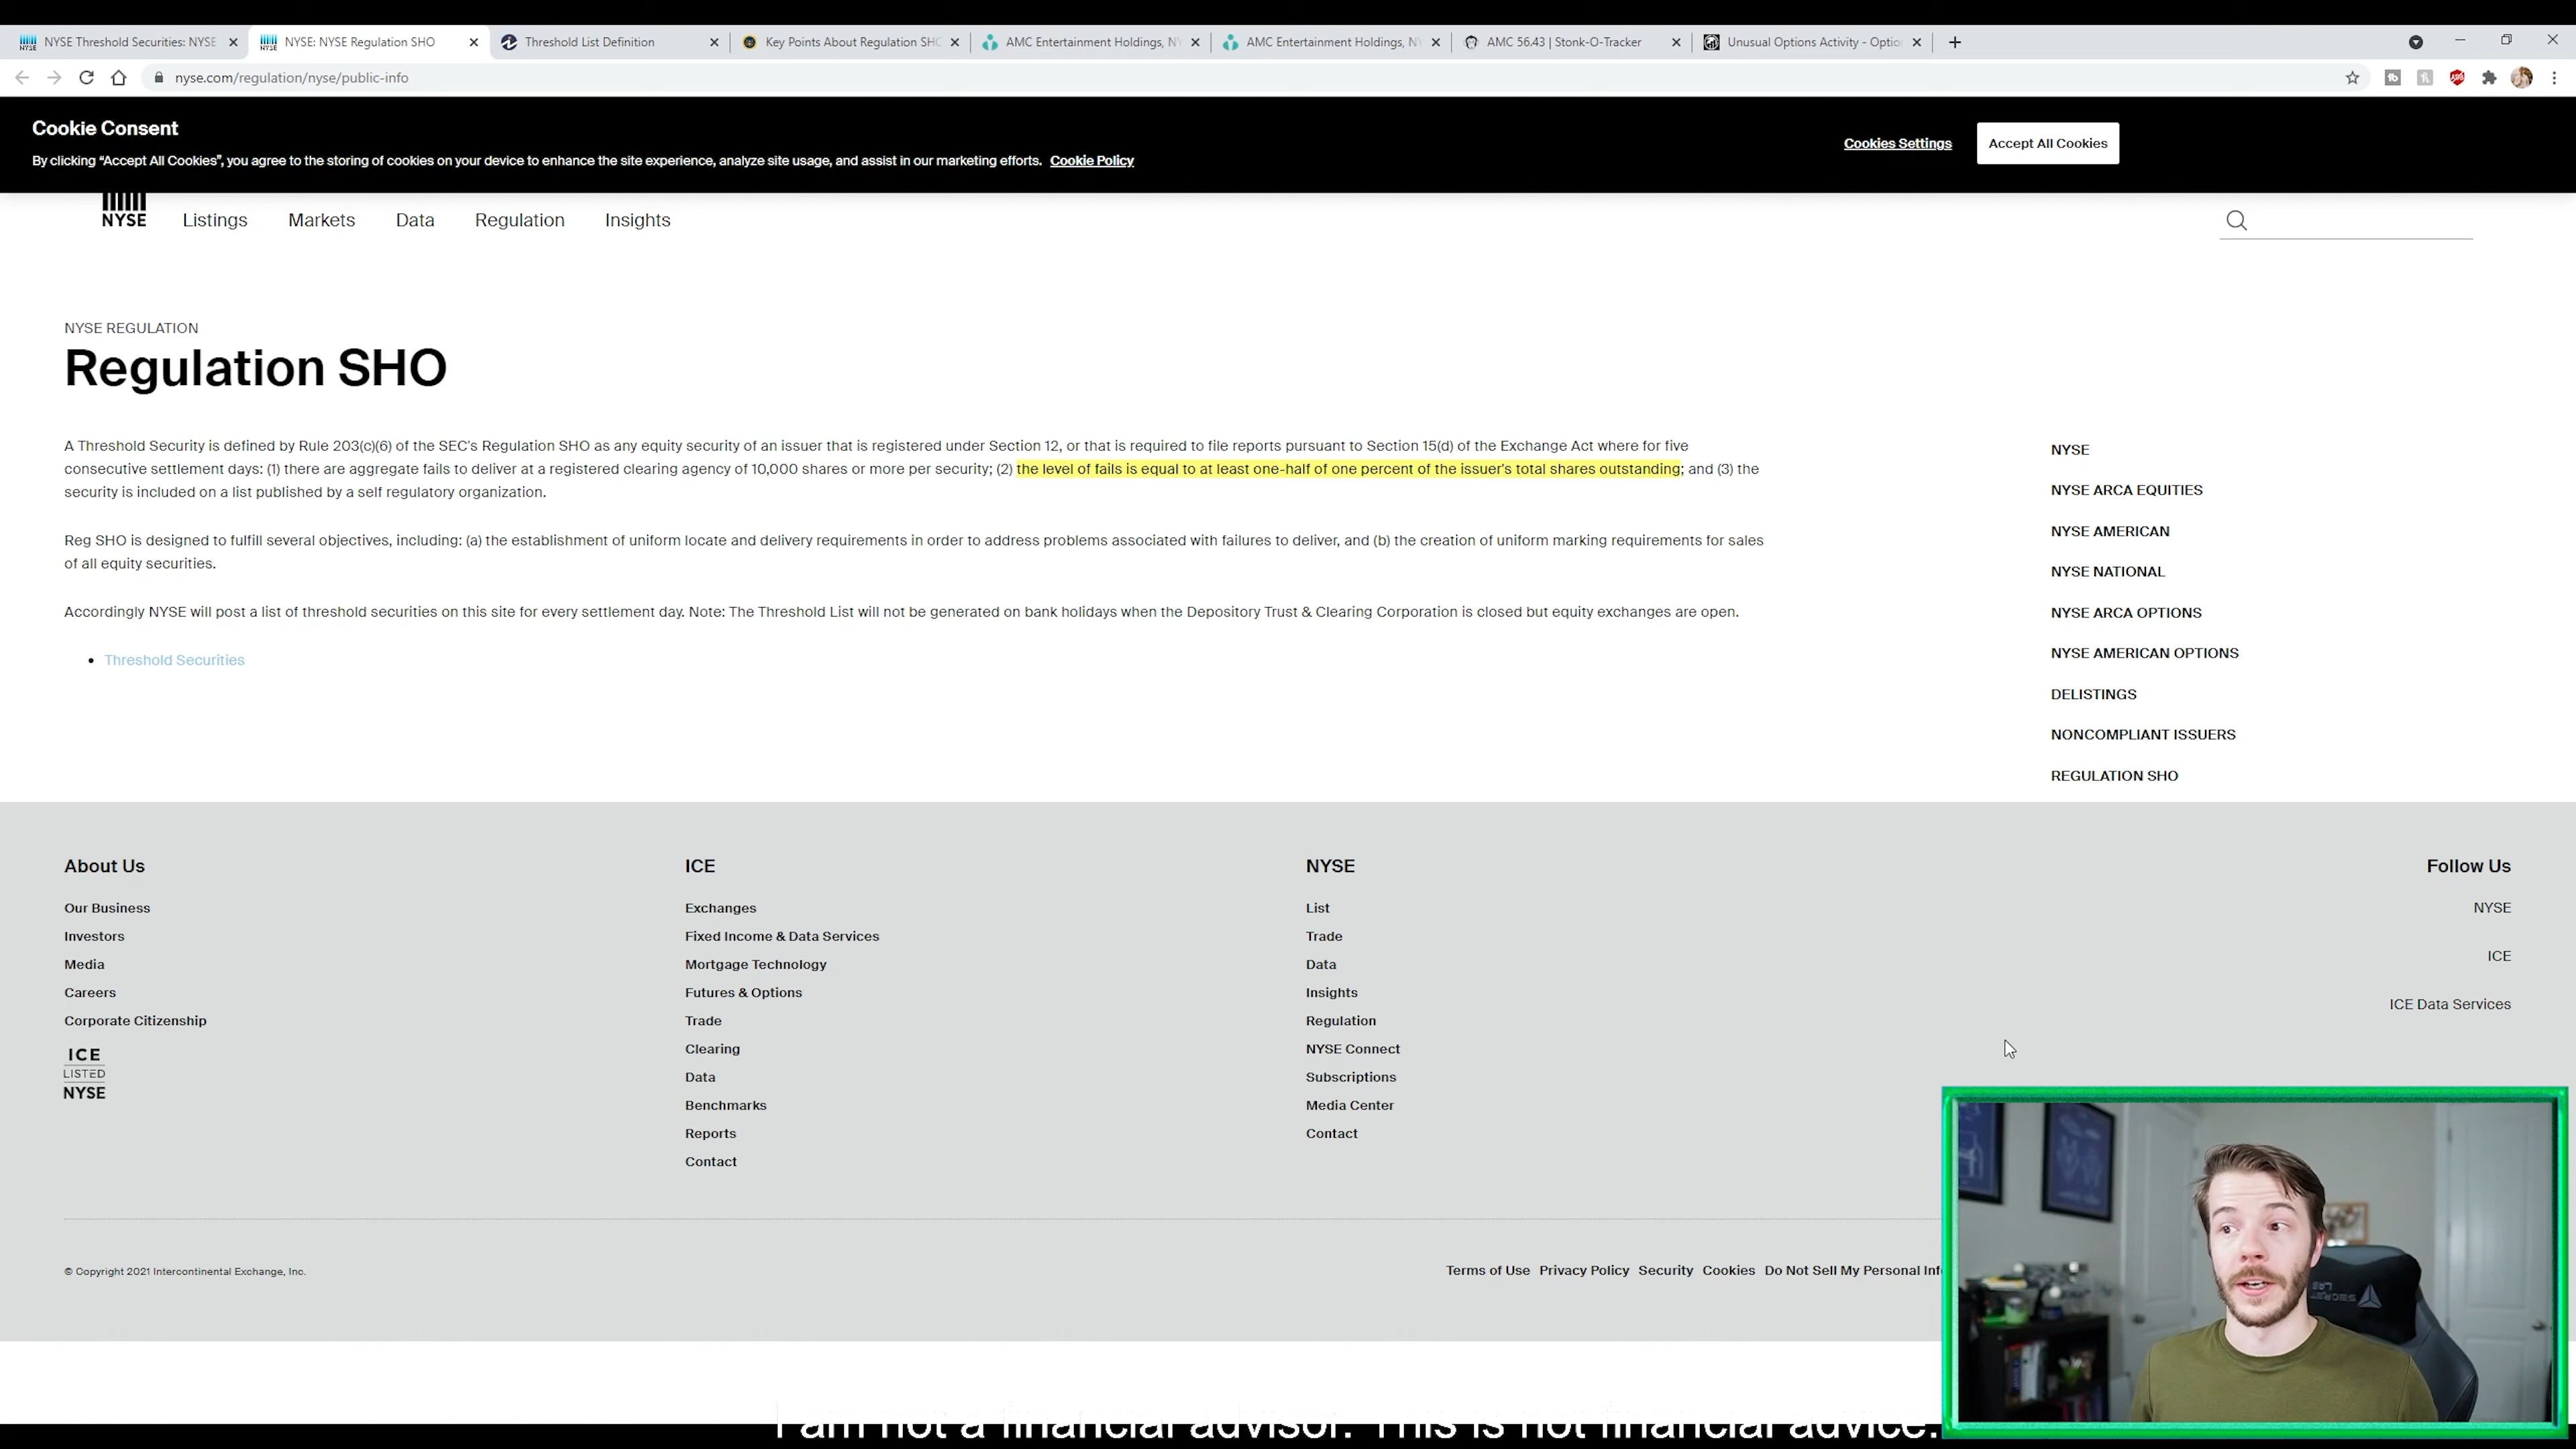 NYSE Threshold Securities: NYSE
NYSE: NYSE Regulation SHO
Threshold List Definition
Key Points About Regulation SHO
AMC Entertainment Holdings, NY
AMC Entertainment Holdings, NY
AMC 56.43 | Stonk-O-Tracker
Unusual Options Activity - Optio
nyse.com/regulation/nyse/public-info
Cookie Consent
By clicking “Accept All Cookies”, you agree to the storing of cookies on your device to enhance the site experience, analyze site usage, and assist in our marketing efforts. Cookie Policy
Cookies Settings
Accept All Cookies
NYSE
Listings
Markets
Data
Regulation
Insights
NYSE REGULATION
Regulation SHO
A Threshold Security is defined by Rule 203(c)(6) of the SEC's Regulation SHO as any equity security of an issuer that is registered under Section 12, or that is required to file reports pursuant to Section 15(d) of the Exchange Act where for five
consecutive settlement days: (1) there are aggregate fails to deliver at a registered clearing agency of 10,000 shares or more per security; (2) the level of fails is equal to at least one-half of one percent of the issuer's total shares outstanding; and (3) the
security is included on a list published by a self regulatory organization.
Reg SHO is designed to fulfill several objectives, including: (a) the establishment of uniform locate and delivery requirements in order to address problems associated with failures to deliver, and (b) the creation of uniform marking requirements for sales
of all equity securities.
Accordingly NYSE will post a list of threshold securities on this site for every settlement day. Note: The Threshold List will not be generated on bank holidays when the Depository Trust & Clearing Corporation is closed but equity exchanges are open.
• Threshold Securities
NYSE
NYSE ARCA EQUITIES
NYSE AMERICAN
NYSE NATIONAL
NYSE ARCA OPTIONS
NYSE AMERICAN OPTIONS
DELISTINGS
NONCOMPLIANT ISSUERS
REGULATION SHO
About Us
Our Business
Investors
Media
Careers
Corporate Citizenship
ICE
LISTED
NYSE
ICE
Exchanges
Fixed Income & Data Services
Mortgage Technology
Futures & Options
Trade
Clearing
Data
Benchmarks
Reports
Contact
NYSE
List
Trade
Data
Insights
Regulation
NYSE Connect
Subscriptions
Media Center
Contact
Follow Us
NYSE
ICE
ICE Data Services
© Copyright 2021 Intercontinental Exchange, Inc.
Terms of Use Privacy Policy Security Cookies Do Not Sell My Personal Inf
I am not a financial advisor. This is not financial advice.